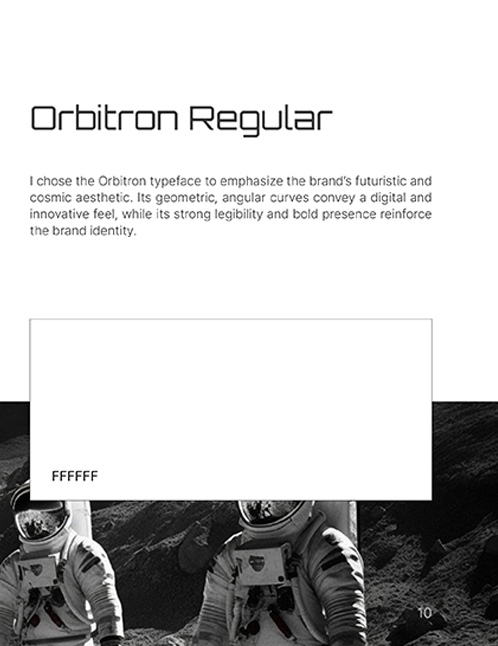 Orbitron Regular
I chose the Orbitron typeface to emphasize the brand's futuristic and
cosmic aesthetic. Its geometric, angular curves convey a digital and
innovative feel, while its strong legibility and bold presence reinforce
the brand identity.
FFFFFF
10